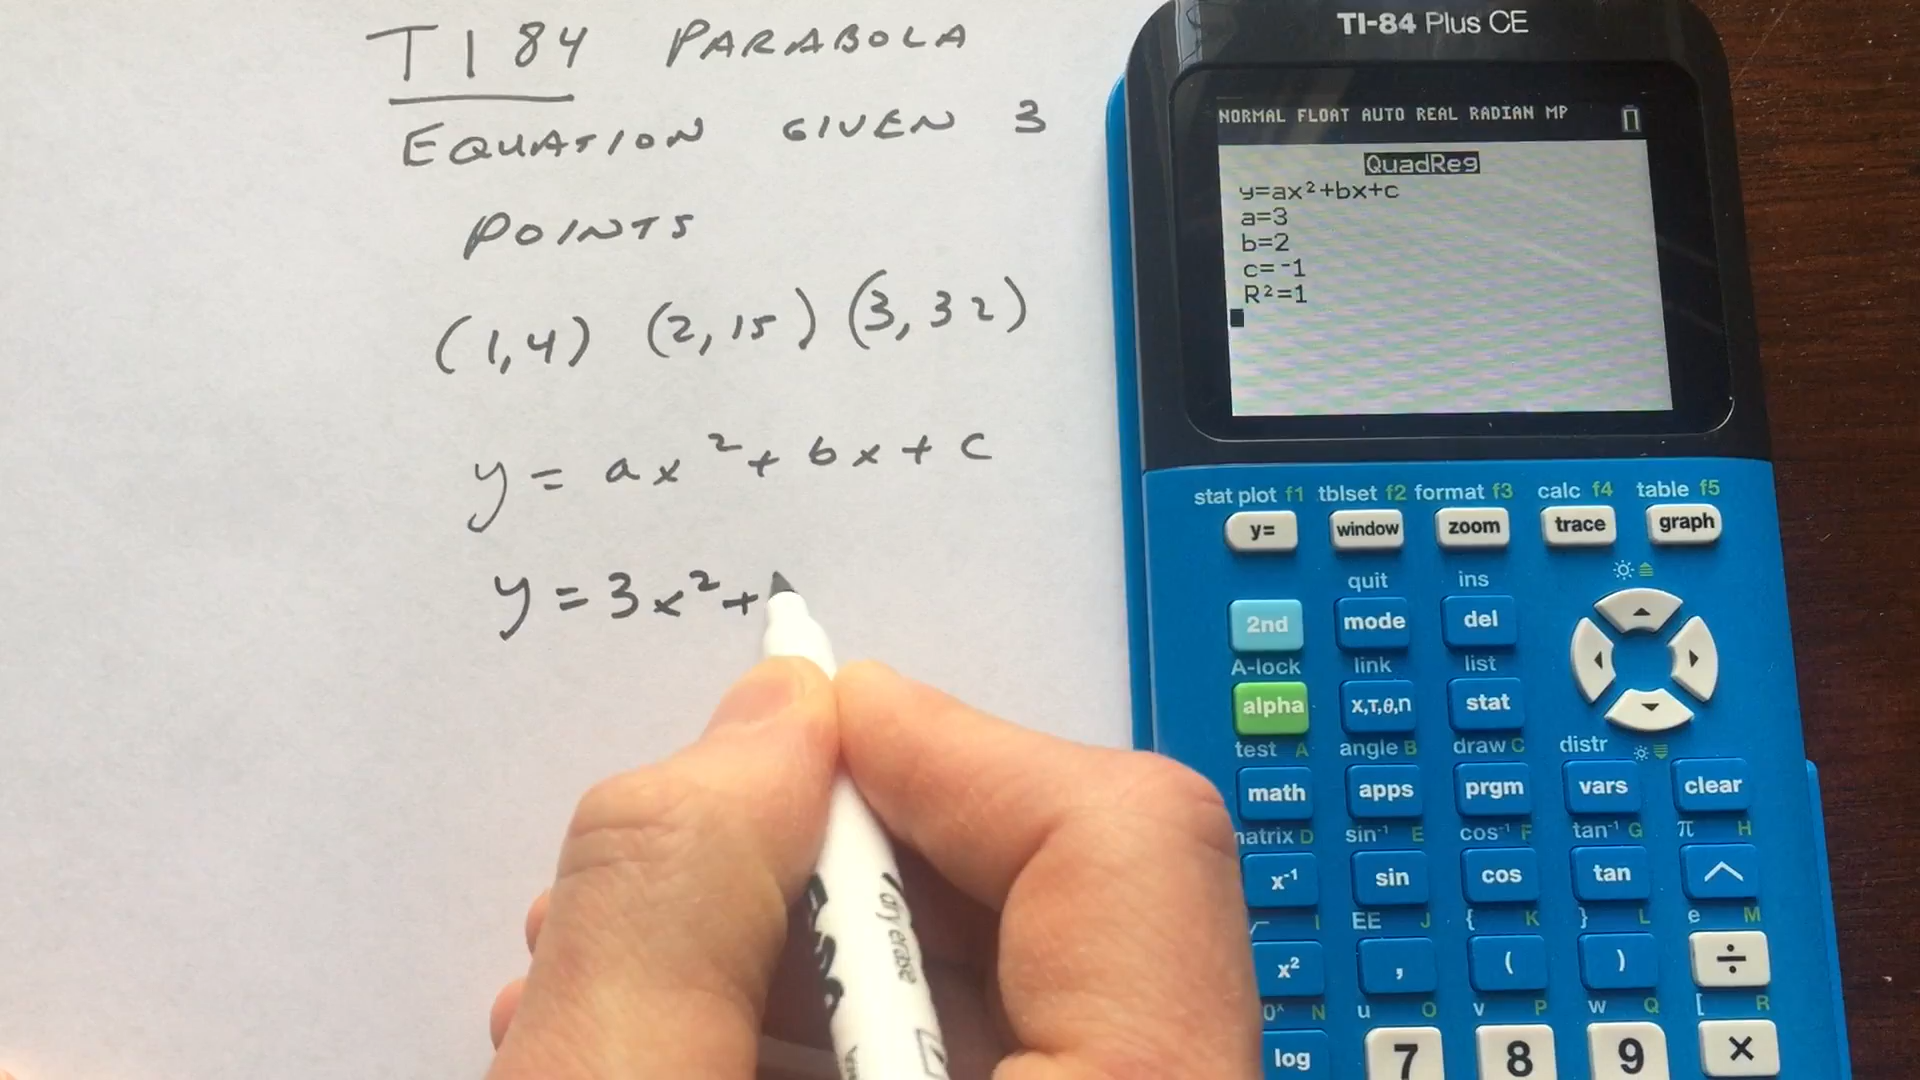 TI 84 PARABOLA
EQUATION GIVEN 3
POINTS
(1,4) (2,15) (3,32)
y = ax² + bx + c
y = 3x² +
TI-84 Plus CE
NORMAL FLOAT AUTO REAL RADIAN MP
QuadReg
y=ax²+bx+c
a=3
b=2
c=-1
R²=1
stat plot f1 tblset f2 format f3 calc f4 table f5
y= window zoom trace graph
quit ins
2nd mode del
A-lock link list
alpha X,T,θ,n stat
test A angle B draw C distr
math apps prgm vars clear
matrix D sin⁻¹ E cos⁻¹ F tan⁻¹ G π H
x⁻¹ sin cos tan ^
√ I EE J { K } L e M
x² , ( ) ÷
10ˣ N u O v P w Q [ R
log 7 8 9 ×
dry erase